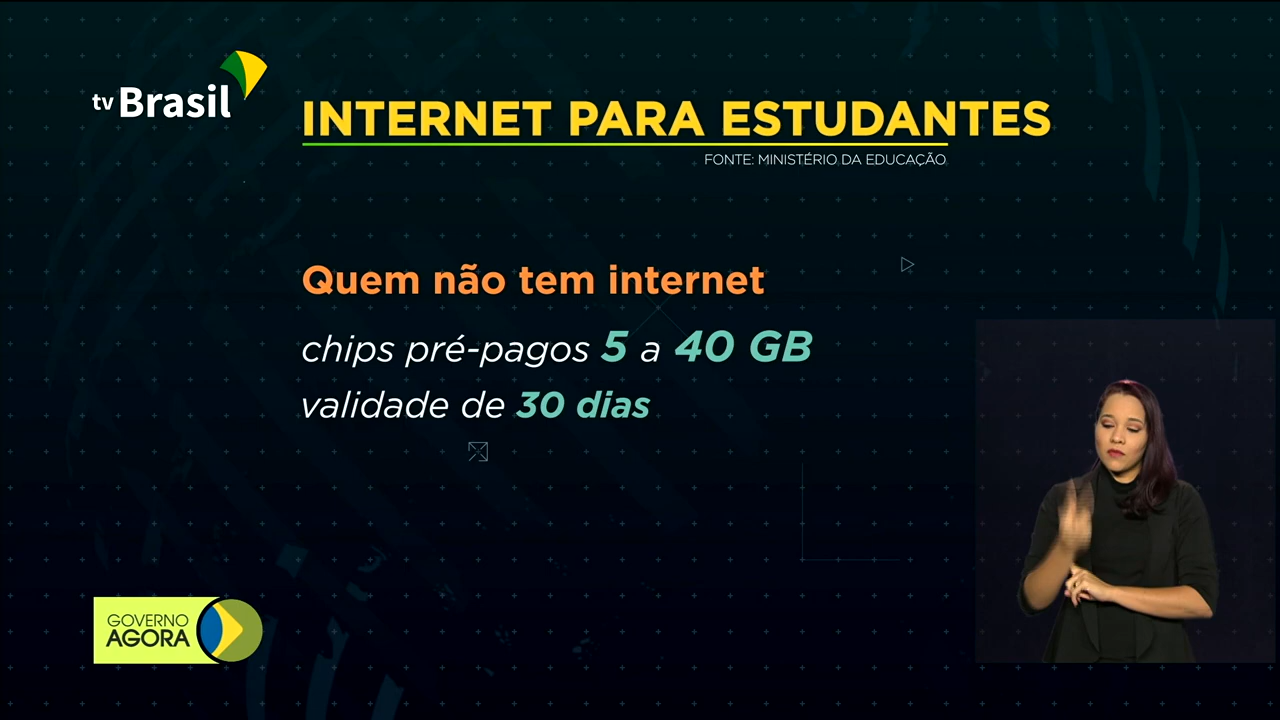 tv Brasil
INTERNET PARA ESTUDANTES
FONTE: MINISTÉRIO DA EDUCAÇÃO
Quem não tem internet
chips pré-pagos 5 a 40 GB
validade de 30 dias
GOVERNO
AGORA